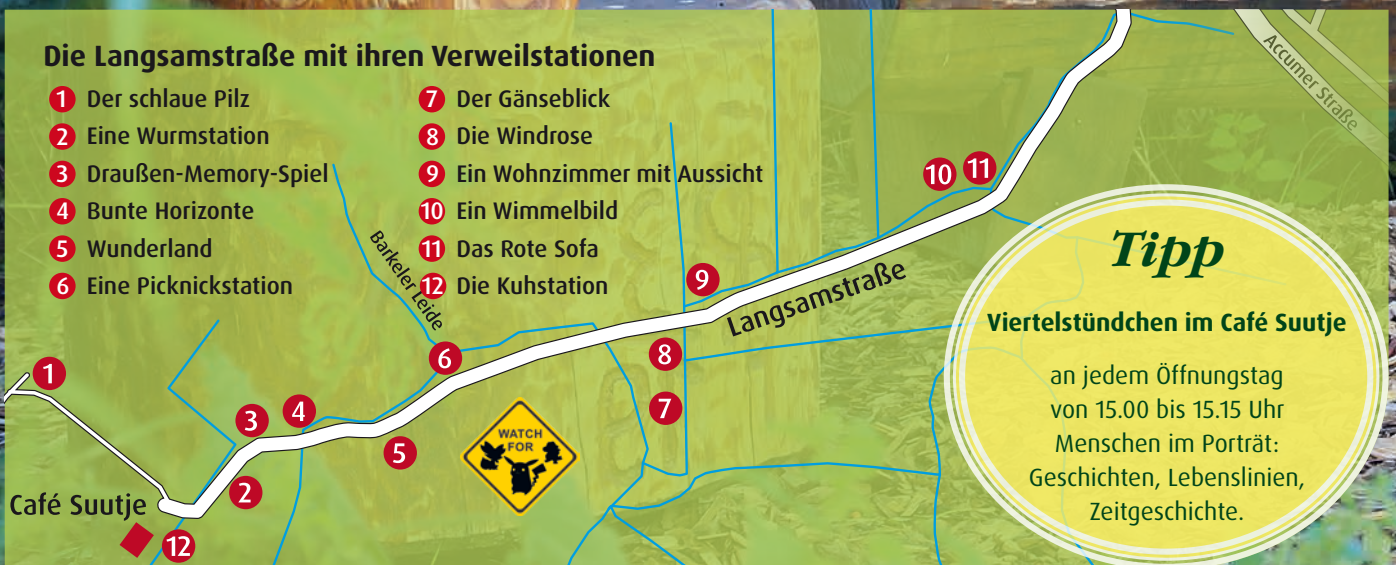 Die Langsamstraße mit ihren Verweilstationen
1 Der schlaue Pilz
2 Eine Wurmstation
3 Draußen-Memory-Spiel
4 Bunte Horizonte
5 Wunderland
6 Eine Picknickstation
7 Der Gänseblick
8 Die Windrose
9 Ein Wohnzimmer mit Aussicht
10 Ein Wimmelbild
11 Das Rote Sofa
12 Die Kuhstation
Accumer Straße
Barkeler Leide
Langsamstraße
10
11
9
8
7
6
5
4
3
2
1
12
Café Suutje
WATCH
FOR
Tipp
Viertelstündchen im Café Suutje
an jedem Öffnungstag
von 15.00 bis 15.15 Uhr
Menschen im Porträt:
Geschichten, Lebenslinien,
Zeitgeschichte.